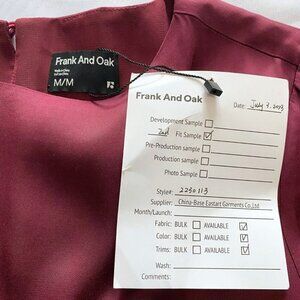 Frank And Oak
M/M
Frank And Oak
Date: July 3. 2013
Development Sample
2nd Fit Sample
Pre-Production sample
Production sample
Photo Sample
Style# 2250113
Supplier: China-Base Eastart Garments Co.,Ltd
Month/Launch:
Fabric: BULK AVAILABLE
Color: BULK AVAILABLE
Trims: BULK AVAILABLE
Wash:
Comments: